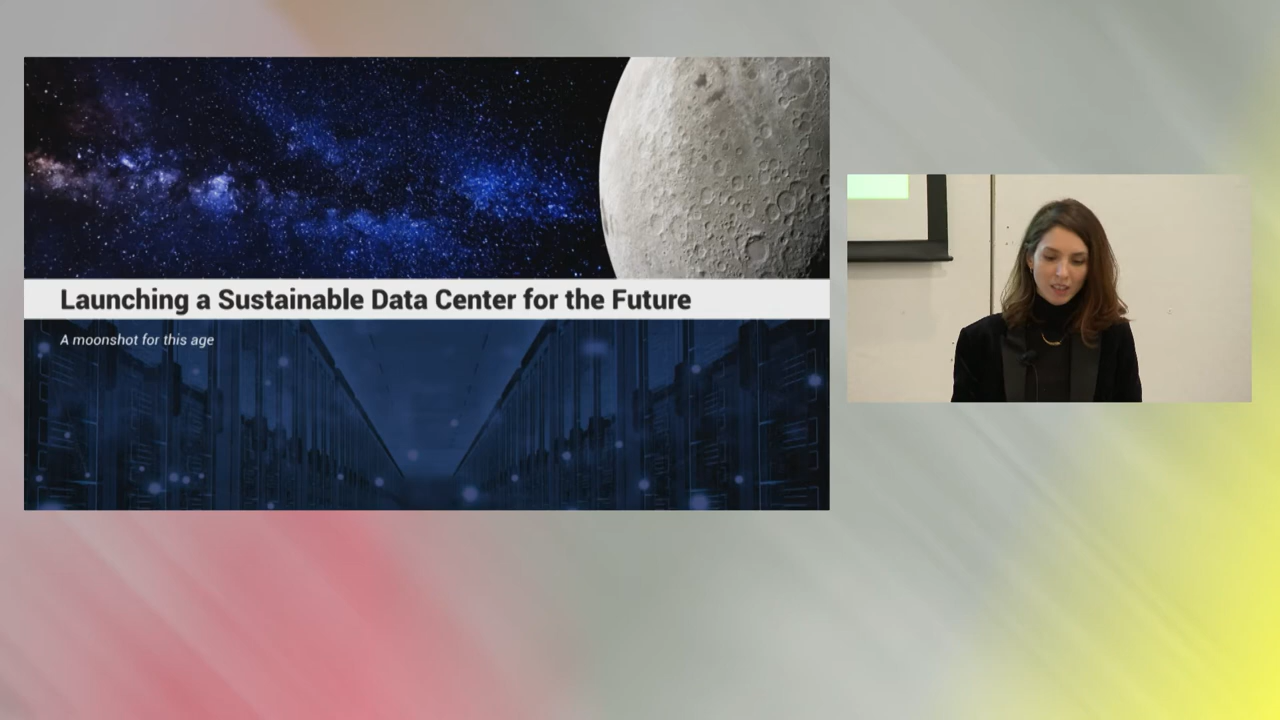 Launching a Sustainable Data Center for the Future
A moonshot for this age